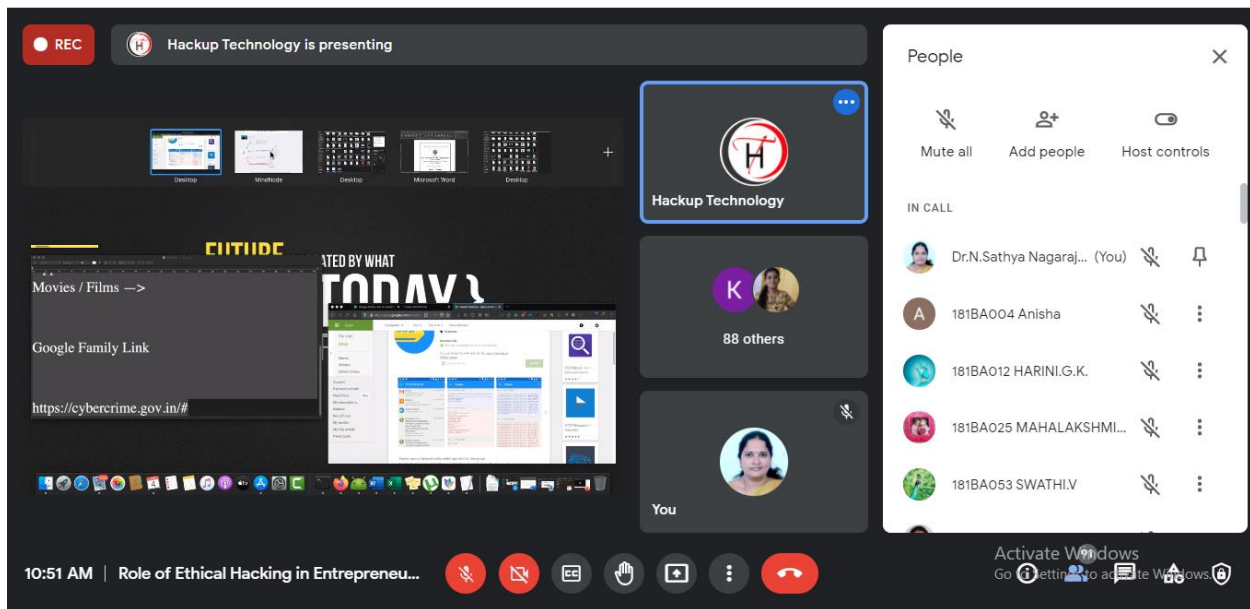 REC
Hackup Technology is presenting
Desktop
MindNode
Desktop
Microsoft Word
Desktop
FUTURE
ATED BY WHAT
TODAY }
Movies / Films —>
Google Family Link
https://cybercrime.gov.in/#
Hackup Technology
K
88 others
You
People
Mute all
Add people
Host controls
IN CALL
Dr.N.Sathya Nagaraj... (You)
A
181BA004 Anisha
181BA012 HARINI.G.K.
181BA025 MAHALAKSHMI...
181BA053 SWATHI.V
10:51 AM | Role of Ethical Hacking in Entrepreneu...
CC
91
Activate Windows
Go to Settings to activate Windows.